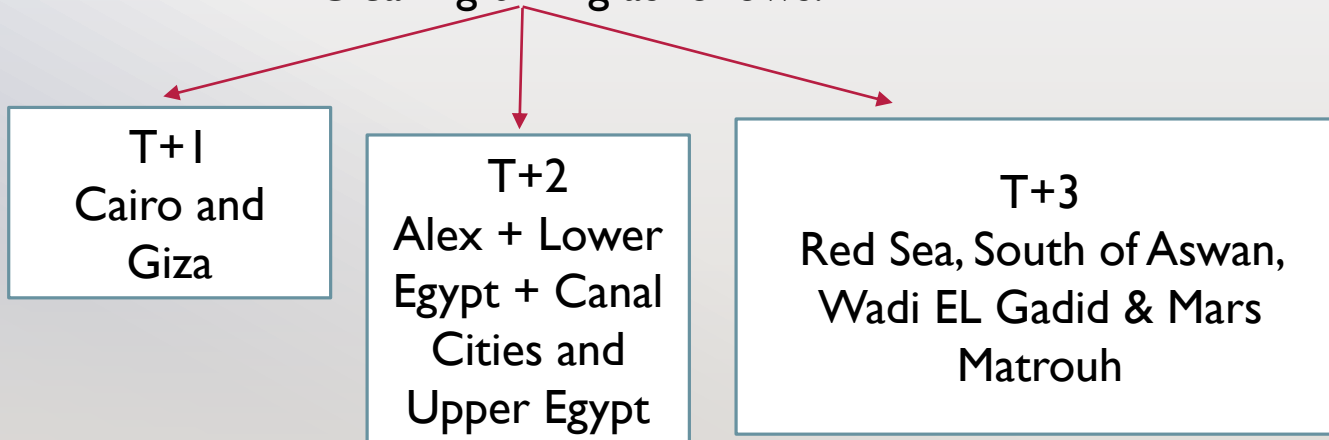 T+1
Cairo and
Giza
T+2
Alex + Lower
Egypt + Canal
Cities and
Upper Egypt
T+3
Red Sea, South of Aswan,
Wadi EL Gadid & Mars
Matrouh